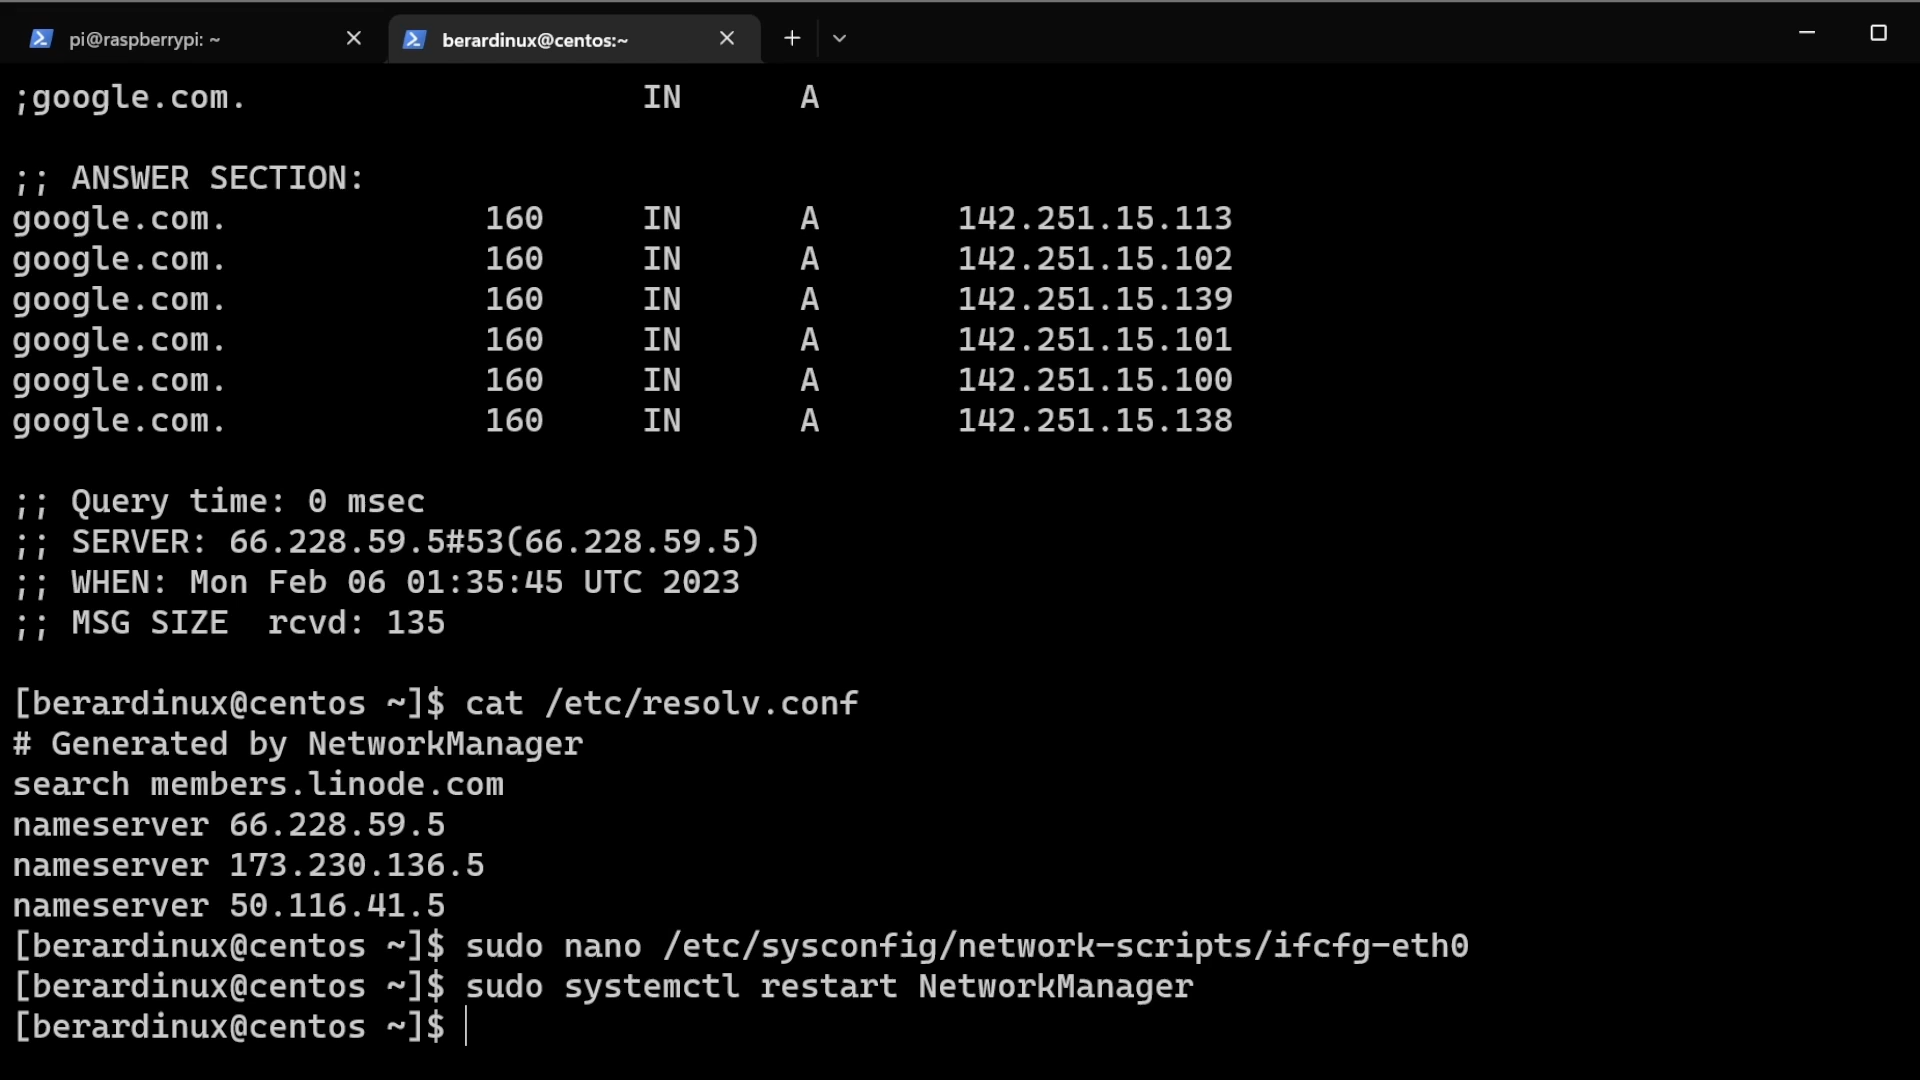 pi@raspberrypi: ~
berardinux@centos:~
;google.com. IN A
;; ANSWER SECTION:
google.com. 160 IN A 142.251.15.113
google.com. 160 IN A 142.251.15.102
google.com. 160 IN A 142.251.15.139
google.com. 160 IN A 142.251.15.101
google.com. 160 IN A 142.251.15.100
google.com. 160 IN A 142.251.15.138
;; Query time: 0 msec
;; SERVER: 66.228.59.5#53(66.228.59.5)
;; WHEN: Mon Feb 06 01:35:45 UTC 2023
;; MSG SIZE  rcvd: 135
[berardinux@centos ~]$ cat /etc/resolv.conf
# Generated by NetworkManager
search members.linode.com
nameserver 66.228.59.5
nameserver 173.230.136.5
nameserver 50.116.41.5
[berardinux@centos ~]$ sudo nano /etc/sysconfig/network-scripts/ifcfg-eth0
[berardinux@centos ~]$ sudo systemctl restart NetworkManager
[berardinux@centos ~]$